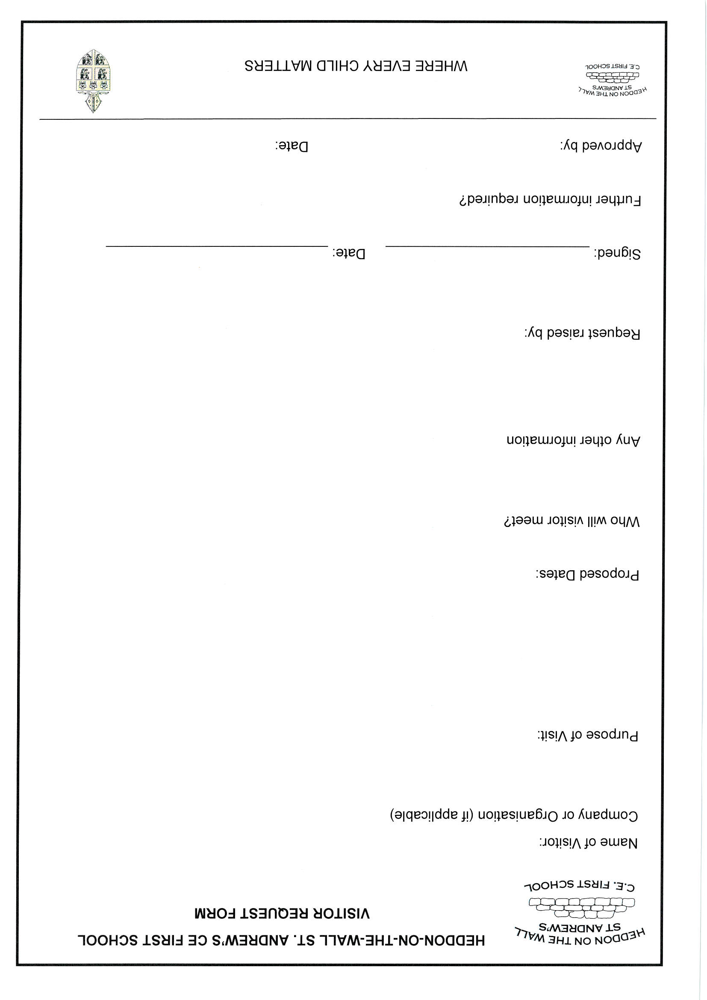 HEDDON ON THE WALL
ST ANDREW'S
C.E. FIRST SCHOOL
HEDDON-ON-THE-WALL ST. ANDREW'S CE FIRST SCHOOL
VISITOR REQUEST FORM
Name of Visitor:
Company or Organisation (if applicable)
Purpose of Visit:
Proposed Dates:
Who will visitor meet?
Any other information
Request raised by:
Signed: Date:
Further information required?
Approved by: Date:
HEDDON ON THE WALL
ST ANDREW'S
C.E. FIRST SCHOOL
WHERE EVERY CHILD MATTERS